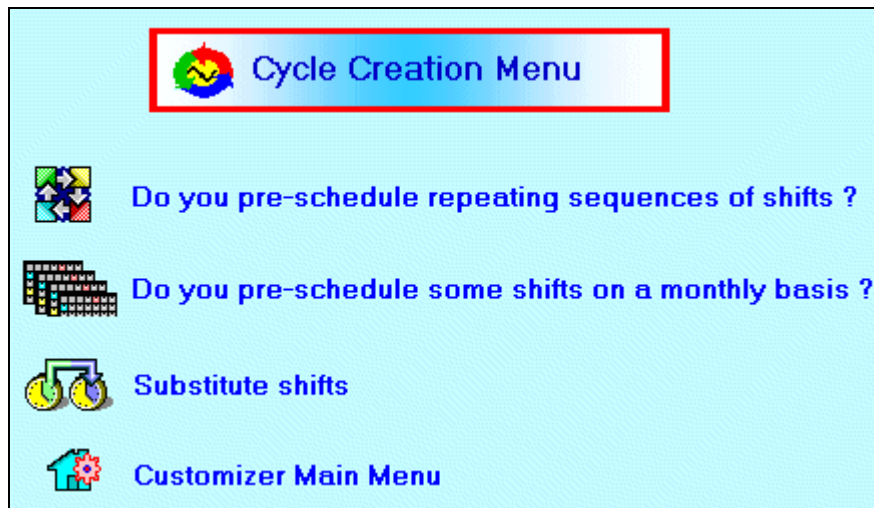 Cycle Creation Menu
Do you pre-schedule repeating sequences of shifts ?
Do you pre-schedule some shifts on a monthly basis ?
Substitute shifts
Customizer Main Menu